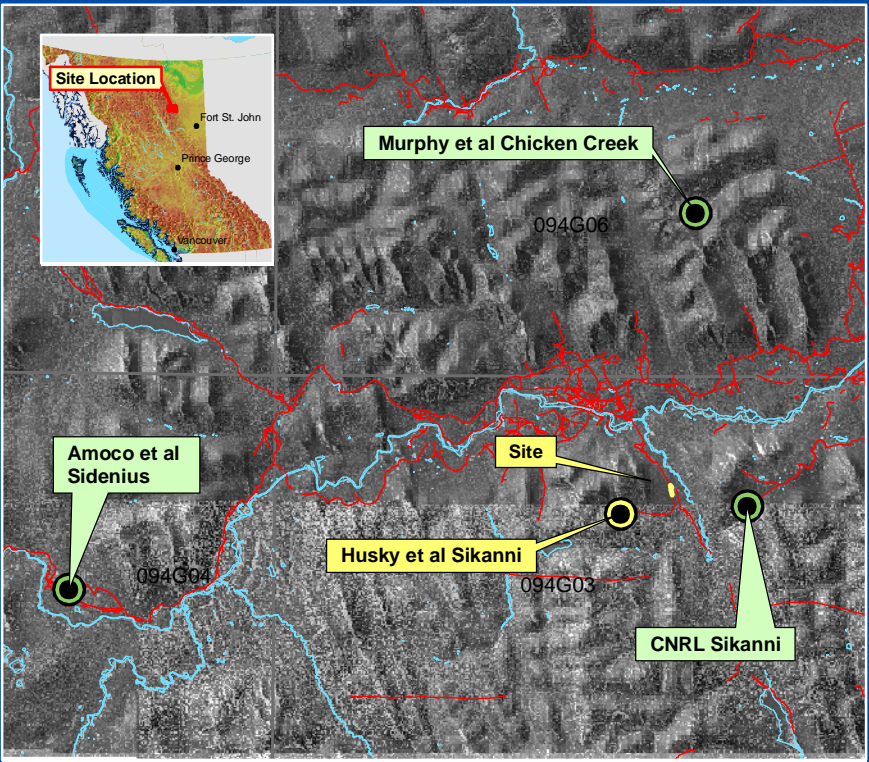 Site Location
Fort St. John
Prince George
Vancouver
Murphy et al Chicken Creek
094G06
Amoco et al
Sidenius
Site
Husky et al Sikanni
094G04
094G03
CNRL Sikanni